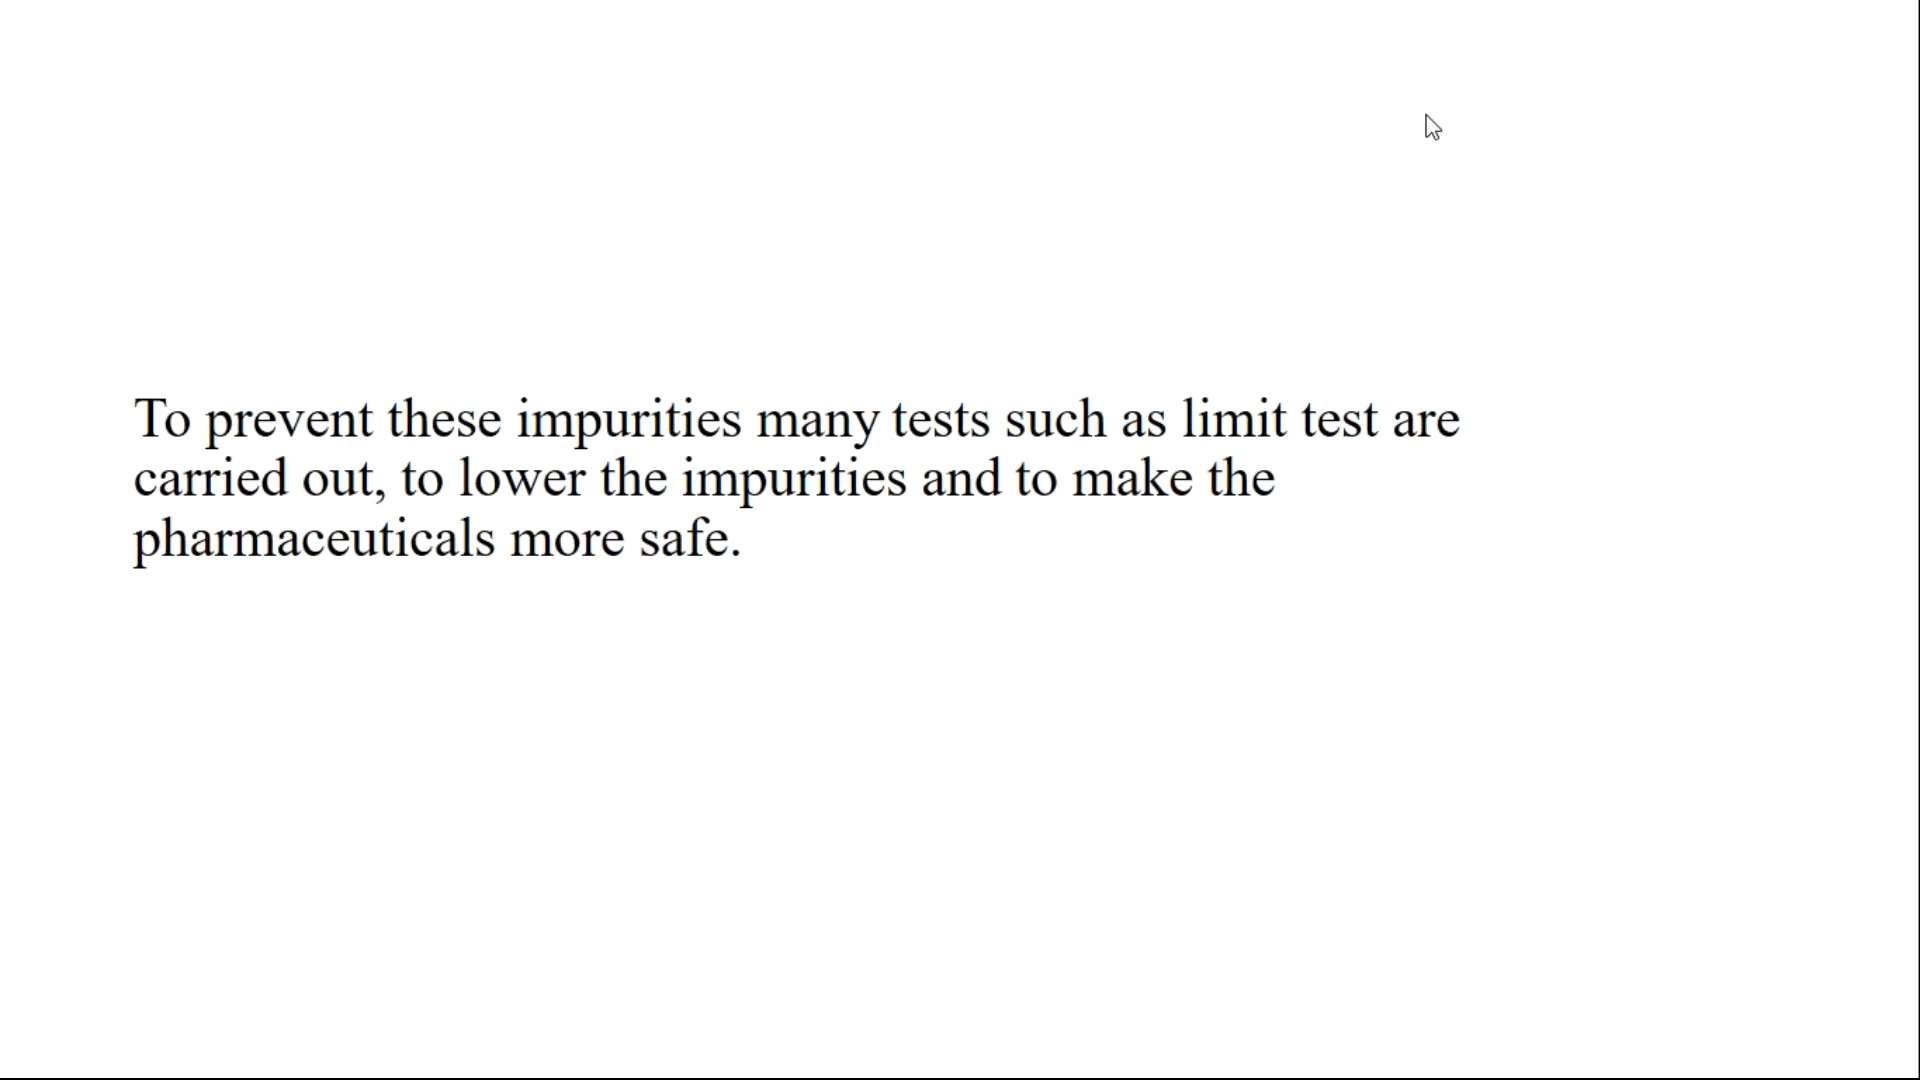 To prevent these impurities many tests such as limit test are
carried out, to lower the impurities and to make the
pharmaceuticals more safe.